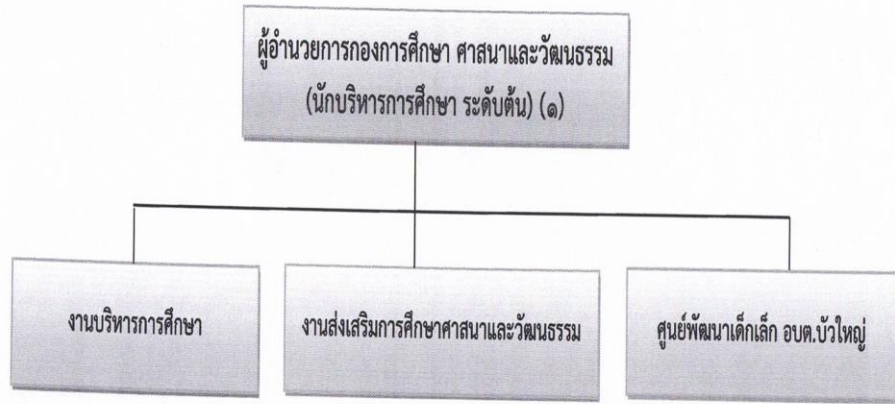 ผู้อำนวยการกองการศึกษา ศาสนาและวัฒนธรรม
(นักบริหารการศึกษา ระดับต้น) (๑)
งานบริหารการศึกษา
งานส่งเสริมการศึกษาศาสนาและวัฒนธรรม
ศูนย์พัฒนาเด็กเล็ก อบต.บัวใหญ่